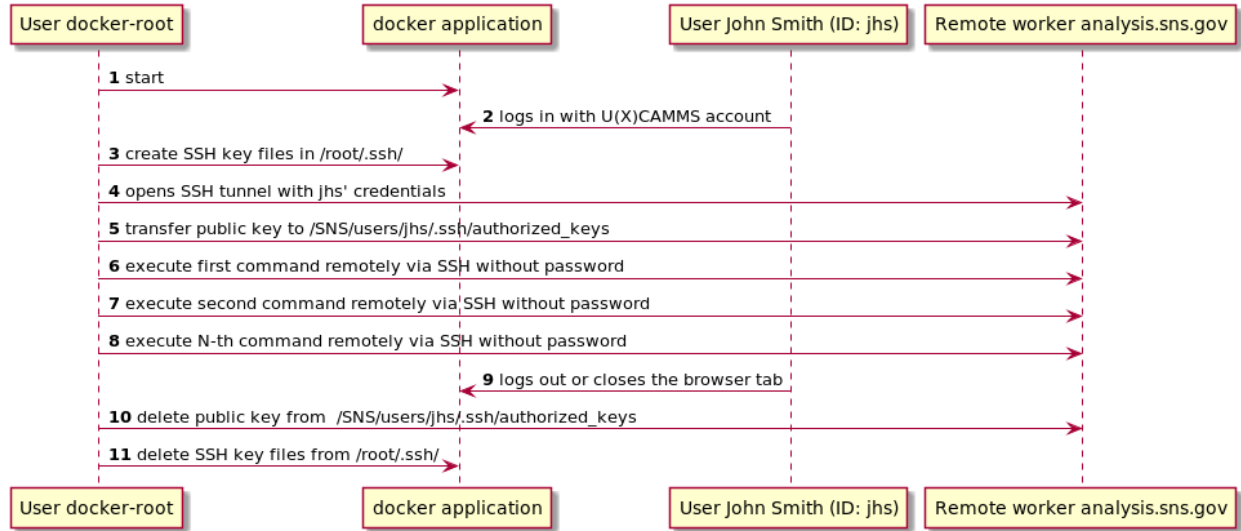 User docker-root
docker application
User John Smith (ID: jhs)
Remote worker analysis.sns.gov
1 start
2 logs in with U(X)CAMMS account
3 create SSH key files in /root/.ssh/
4 opens SSH tunnel with jhs' credentials
5 transfer public key to /SNS/users/jhs/.ssh/authorized_keys
6 execute first command remotely via SSH without password
7 execute second command remotely via SSH without password
8 execute N-th command remotely via SSH without password
9 logs out or closes the browser tab
10 delete public key from  /SNS/users/jhs/.ssh/authorized_keys
11 delete SSH key files from /root/.ssh/
User docker-root
docker application
User John Smith (ID: jhs)
Remote worker analysis.sns.gov